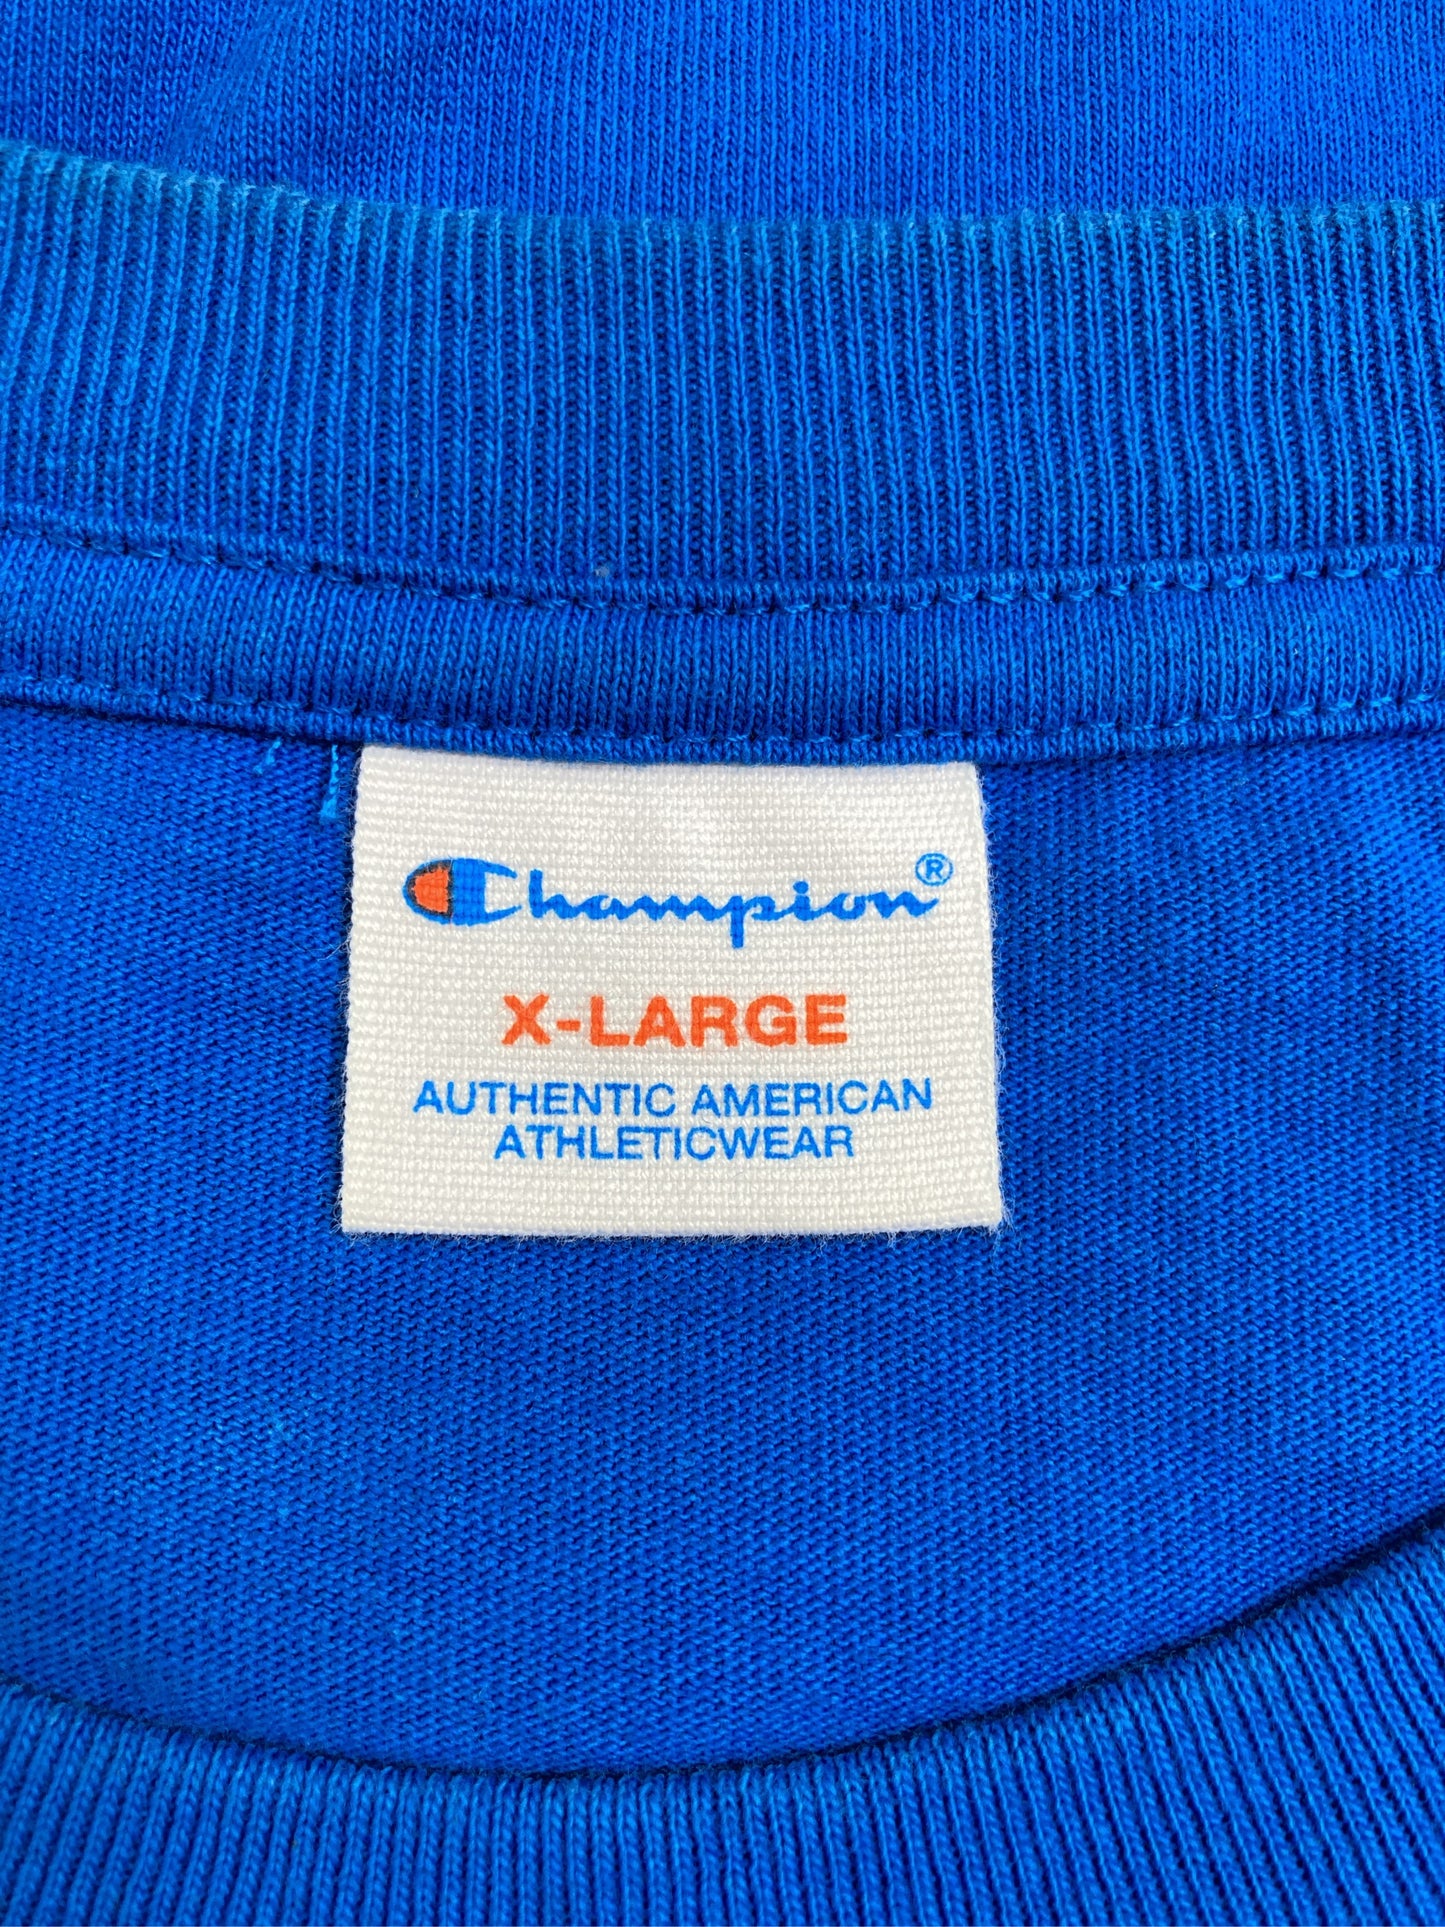 Champion®
X-LARGE
AUTHENTIC AMERICAN
ATHLETICWEAR